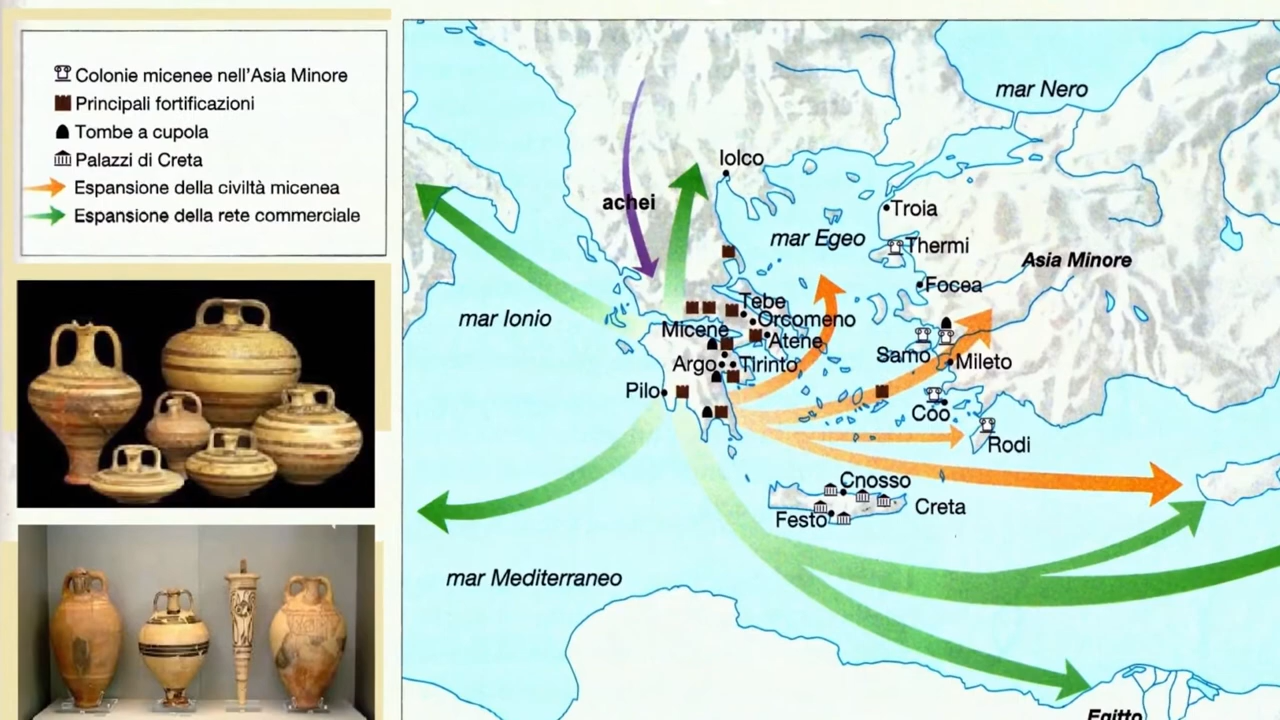 Colonie micenee nell'Asia Minore
Principali fortificazioni
Tombe a cupola
Palazzi di Creta
Espansione della civiltà micenea
Espansione della rete commerciale
mar Nero
Iolco
achei
Troia
mar Egeo
Thermi
Asia Minore
Focea
Tebe
mar Ionio
Orcomeno
Micene
Atene
Samo
Argo
Tirinto
Mileto
Pilo
Coo
Rodi
Cnosso
Creta
Festo
mar Mediterraneo
Egitto